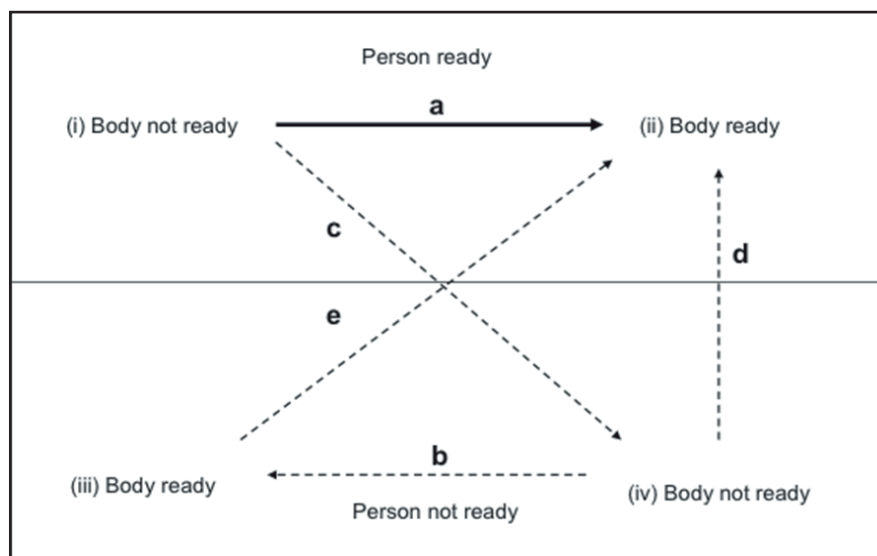 Person ready
a
(i) Body not ready
(ii) Body ready
c
d
e
b
(iii) Body ready
(iv) Body not ready
Person not ready